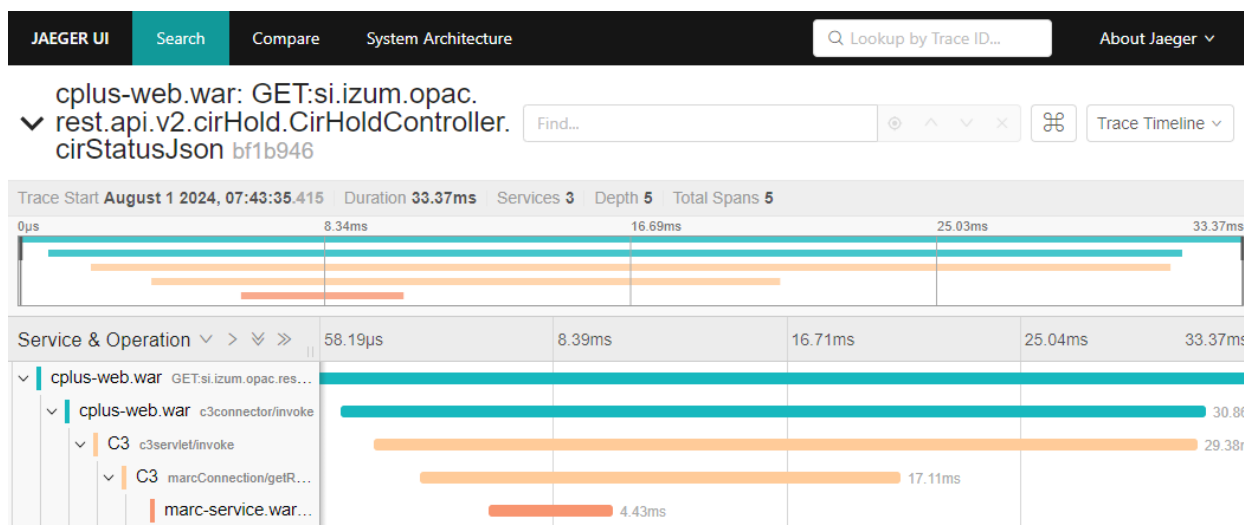 JAEGER UI Search Compare System Architecture Lookup by Trace ID... About Jaeger
cplus-web.war: GET:si.izum.opac.
rest.api.v2.cirHold.CirHoldController.
cirStatusJson bf1b946
Find...
Trace Timeline
Trace Start August 1 2024, 07:43:35.415 Duration 33.37ms Services 3 Depth 5 Total Spans 5
0μs 8.34ms 16.69ms 25.03ms 33.37ms
Service & Operation 58.19μs 8.39ms 16.71ms 25.04ms 33.37ms
cplus-web.war GET:si.izum.opac.res...
cplus-web.war c3connector/invoke 30.86
C3 c3servlet/invoke 29.38m
C3 marcConnection/getR... 17.11ms
marc-service.war... 4.43ms